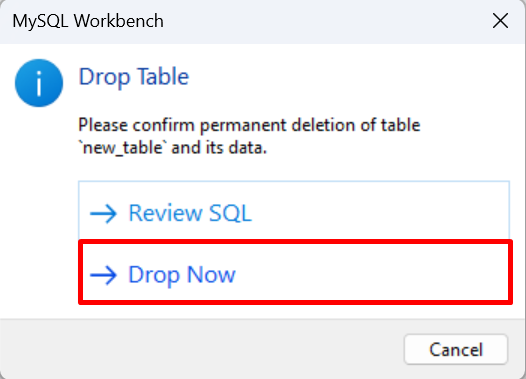 MySQL Workbench
Drop Table
Please confirm permanent deletion of table
`new_table` and its data.
Review SQL
Drop Now
Cancel